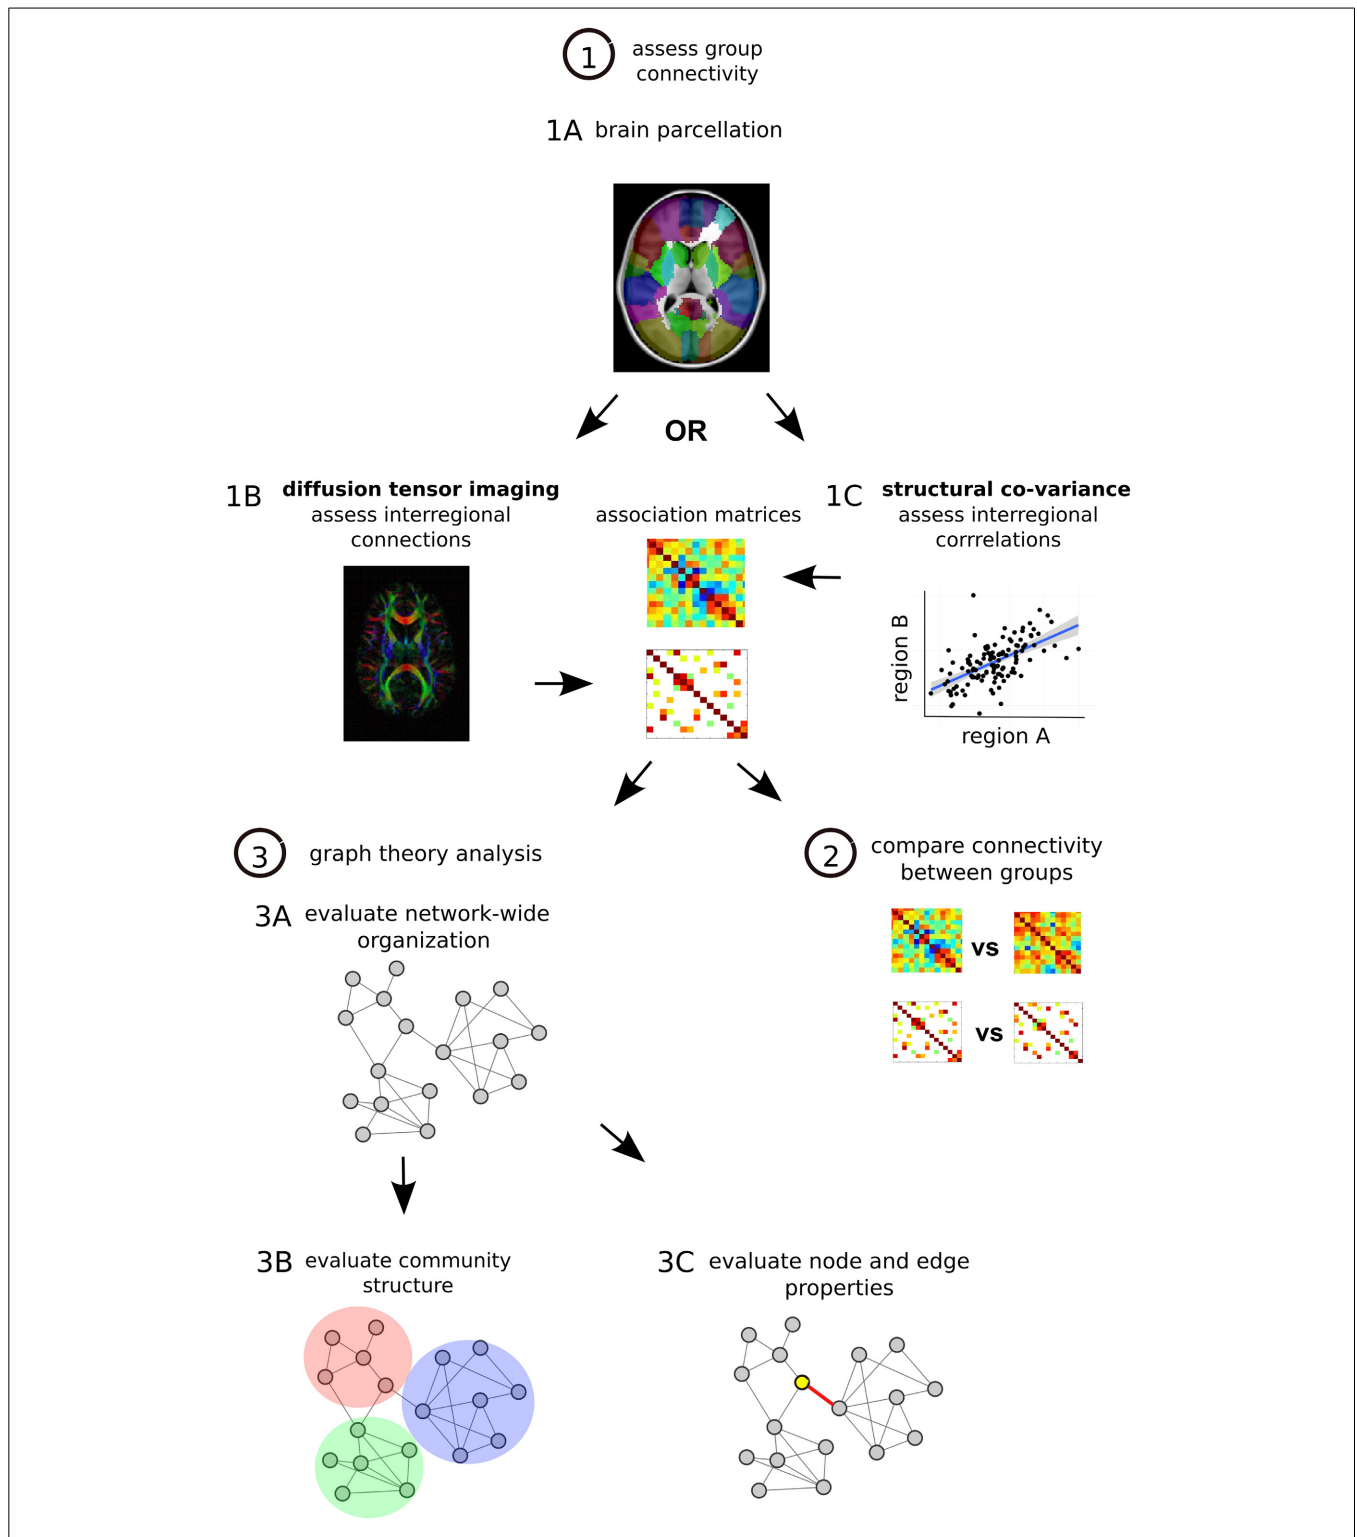 1 assess group
connectivity
1A brain parcellation
OR
1B diffusion tensor imaging
assess interregional
connections
association matrices
1C structural co-variance
assess interregional
corrrelations
region B
region A
3 graph theory analysis
2 compare connectivity
between groups
3A evaluate network-wide
organization
vs
vs
3B evaluate community
structure
3C evaluate node and edge
properties